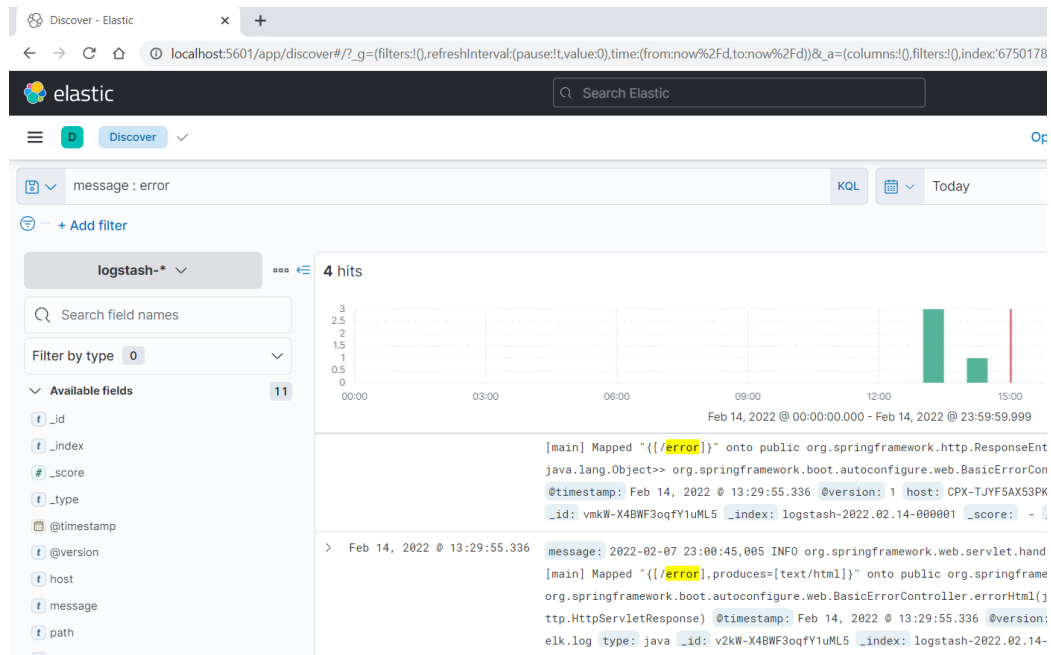 Discover - Elastic
localhost:5601/app/discover#/?_g=(filters:!(),refreshInterval:(pause:!t,value:0),time:(from:now%2Fd,to:now%2Fd))&_a=(columns:!(),filters:!(),index:'6750178
elastic
Search Elastic
D Discover Op
message : error KQL Today
+ Add filter
logstash-* 4 hits
Search field names
Filter by type 0
Available fields 11
_id
_index
_score
_type
@timestamp
@version
host
message
path
3
2.5
2
1.5
1
0.5
0
00:00 03:00 06:00 09:00 12:00 15:00
Feb 14, 2022 @ 00:00:00.000 - Feb 14, 2022 @ 23:59:59.999
[main] Mapped "{[/error]}" onto public org.springframework.http.ResponseEnt
java.lang.Object>> org.springframework.boot.autoconfigure.web.BasicErrorCon
@timestamp: Feb 14, 2022 @ 13:29:55.336 @version: 1 host: CPX-TJYF5AX53PK
_id: vmkW-X4BWF3oqfY1uML5 _index: logstash-2022.02.14-000001 _score: -
Feb 14, 2022 @ 13:29:55.336 message: 2022-02-07 23:00:45,005 INFO org.springframework.web.servlet.hand
[main] Mapped "{[/error],produces=[text/html]}" onto public org.springframe
org.springframework.boot.autoconfigure.web.BasicErrorController.errorHtml(j
ttp.HttpServletResponse) @timestamp: Feb 14, 2022 @ 13:29:55.336 @version:
elk.log type: java _id: v2kW-X4BWF3oqfY1uML5 _index: logstash-2022.02.14-